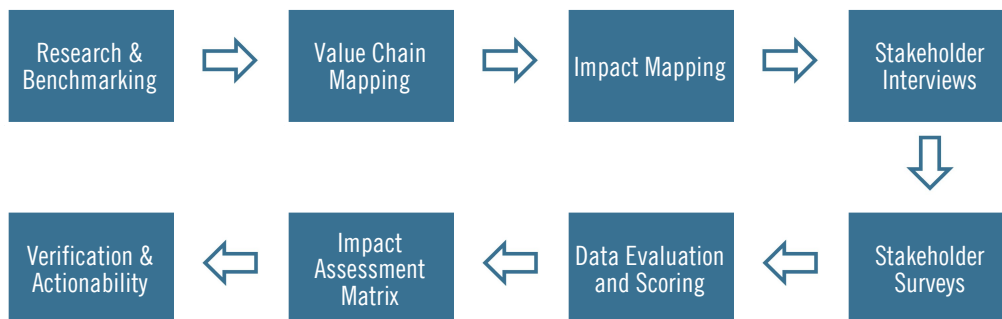 Research &
Benchmarking
Value Chain
Mapping
Impact Mapping
Stakeholder
Interviews
Stakeholder
Surveys
Data Evaluation
and Scoring
Impact
Assessment
Matrix
Verification &
Actionability